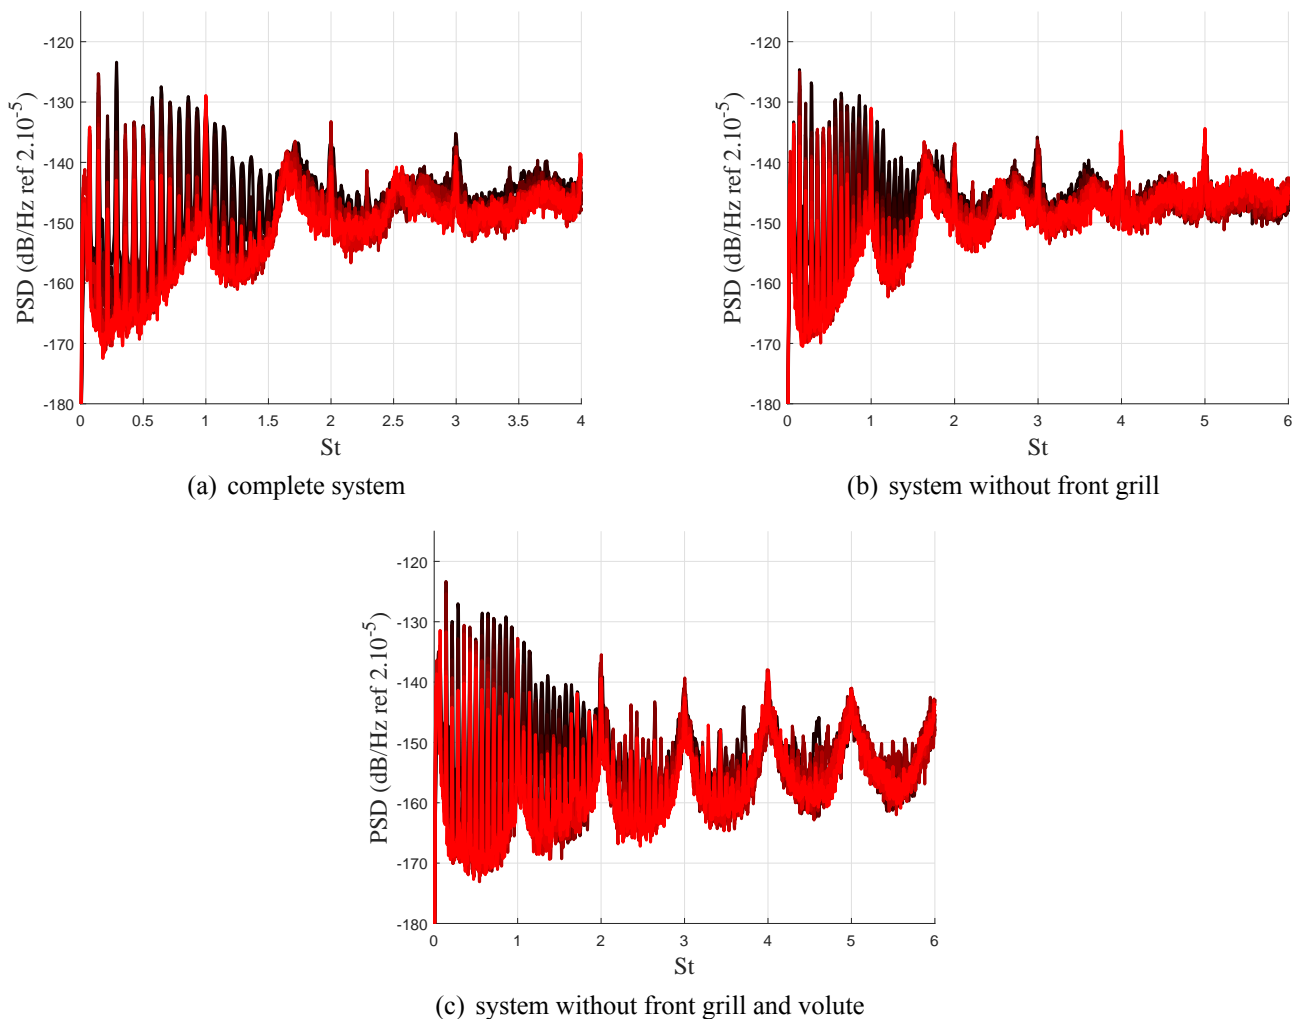 -120
-130
-140
-150
-160
-170
-180
PSD (dB/Hz ref 2.10-5)
0 0.5 1 1.5 2 2.5 3 3.5 4
St
(a) complete system
-120
-130
-140
-150
-160
-170
-180
PSD (dB/Hz ref 2.10-5)
0 1 2 3 4 5 6
St
(b) system without front grill
-120
-130
-140
-150
-160
-170
-180
PSD (dB/Hz ref 2.10-5)
0 1 2 3 4 5 6
St
(c) system without front grill and volute